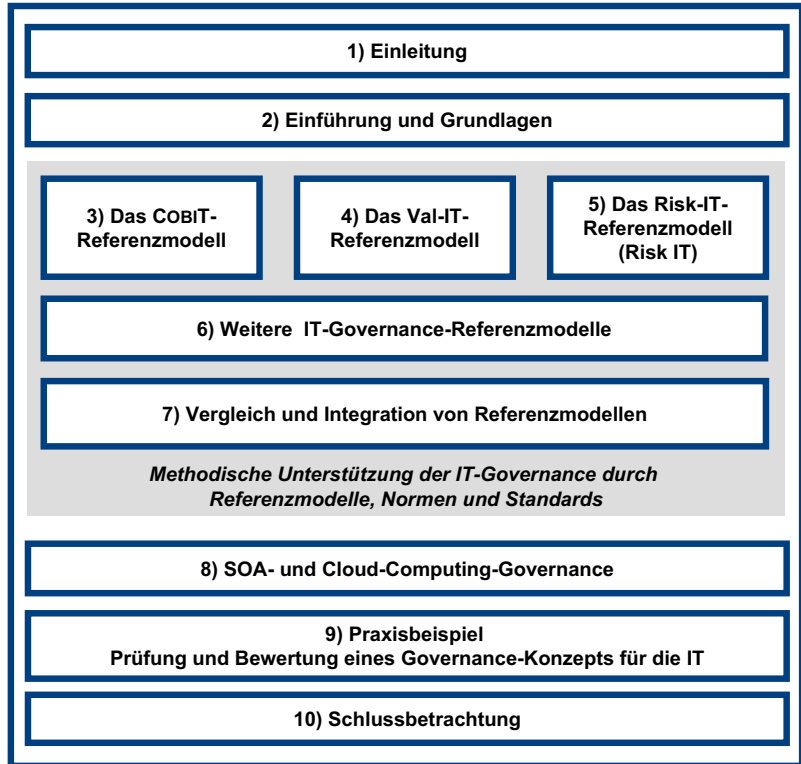 1) Einleitung
2) Einführung und Grundlagen
3) Das COBIT-
Referenzmodell
4) Das Val-IT-
Referenzmodell
5) Das Risk-IT-
Referenzmodell
(Risk IT)
6) Weitere IT-Governance-Referenzmodelle
7) Vergleich und Integration von Referenzmodellen
Methodische Unterstützung der IT-Governance durch
Referenzmodelle, Normen und Standards
8) SOA- und Cloud-Computing-Governance
9) Praxisbeispiel
Prüfung und Bewertung eines Governance-Konzepts für die IT
10) Schlussbetrachtung